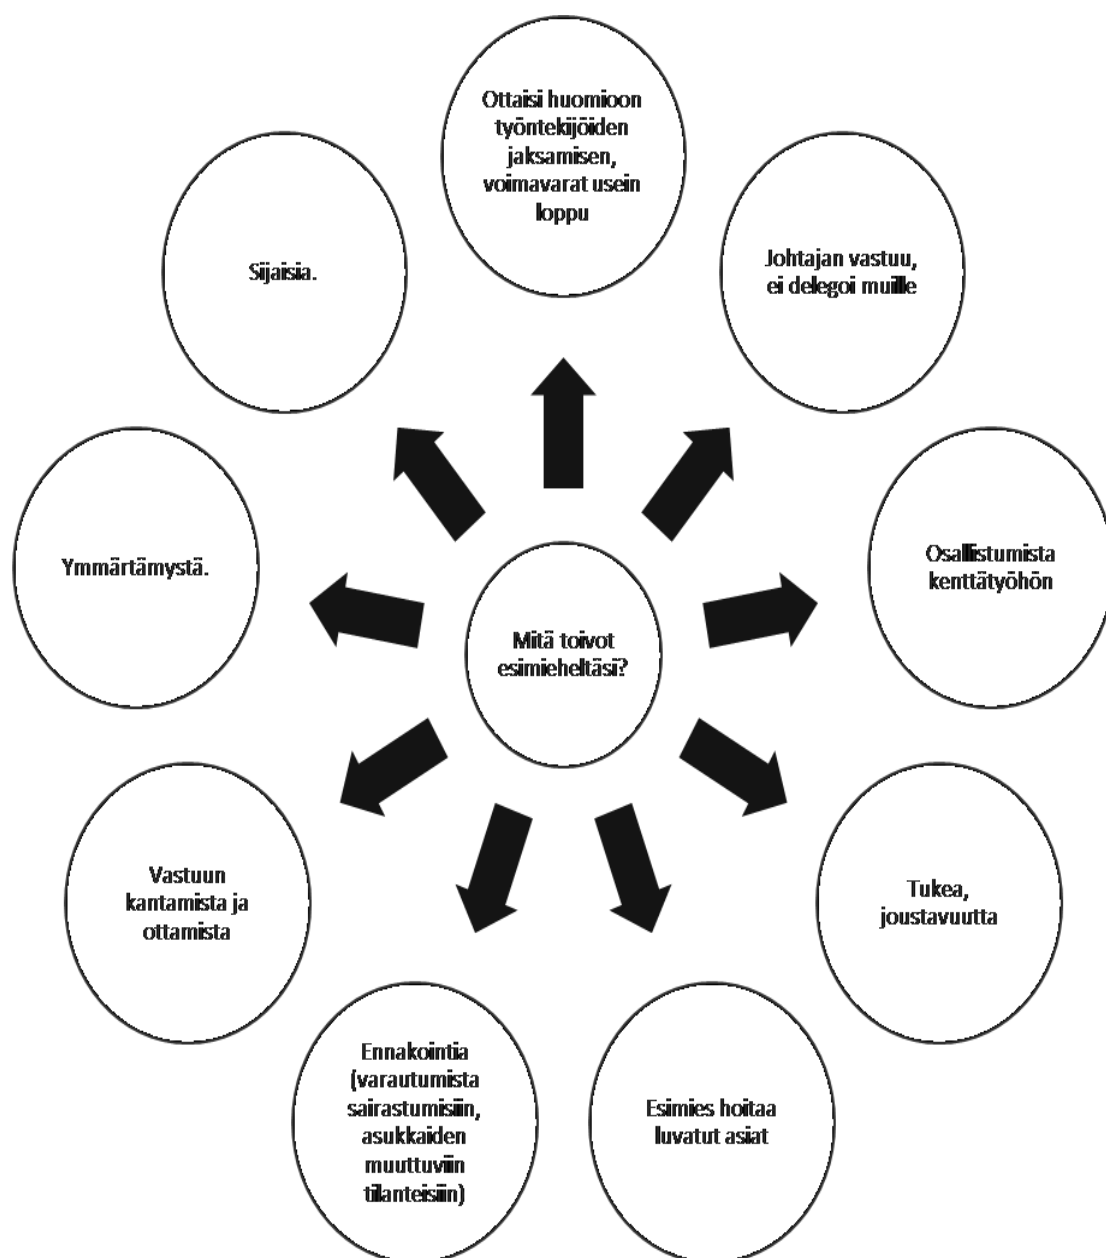 Ottaisi huomioon
työntekijöiden
jaksamisen,
voimavarat usein
loppu
Johtajan vastuu,
ei delegoi muille
Osallistumista
kenttätyöhön
Tukea,
joustavuutta
Esimies hoitaa
luvatut asiat
Ennakointia
(varautumista
sairastumisiin,
asukkaiden
muuttuviin
tilanteisiin)
Vastuun
kantamista ja
ottamista
Ymmärtämystä.
Sijaisia.
Mitä toivot
esimieheltäsi?